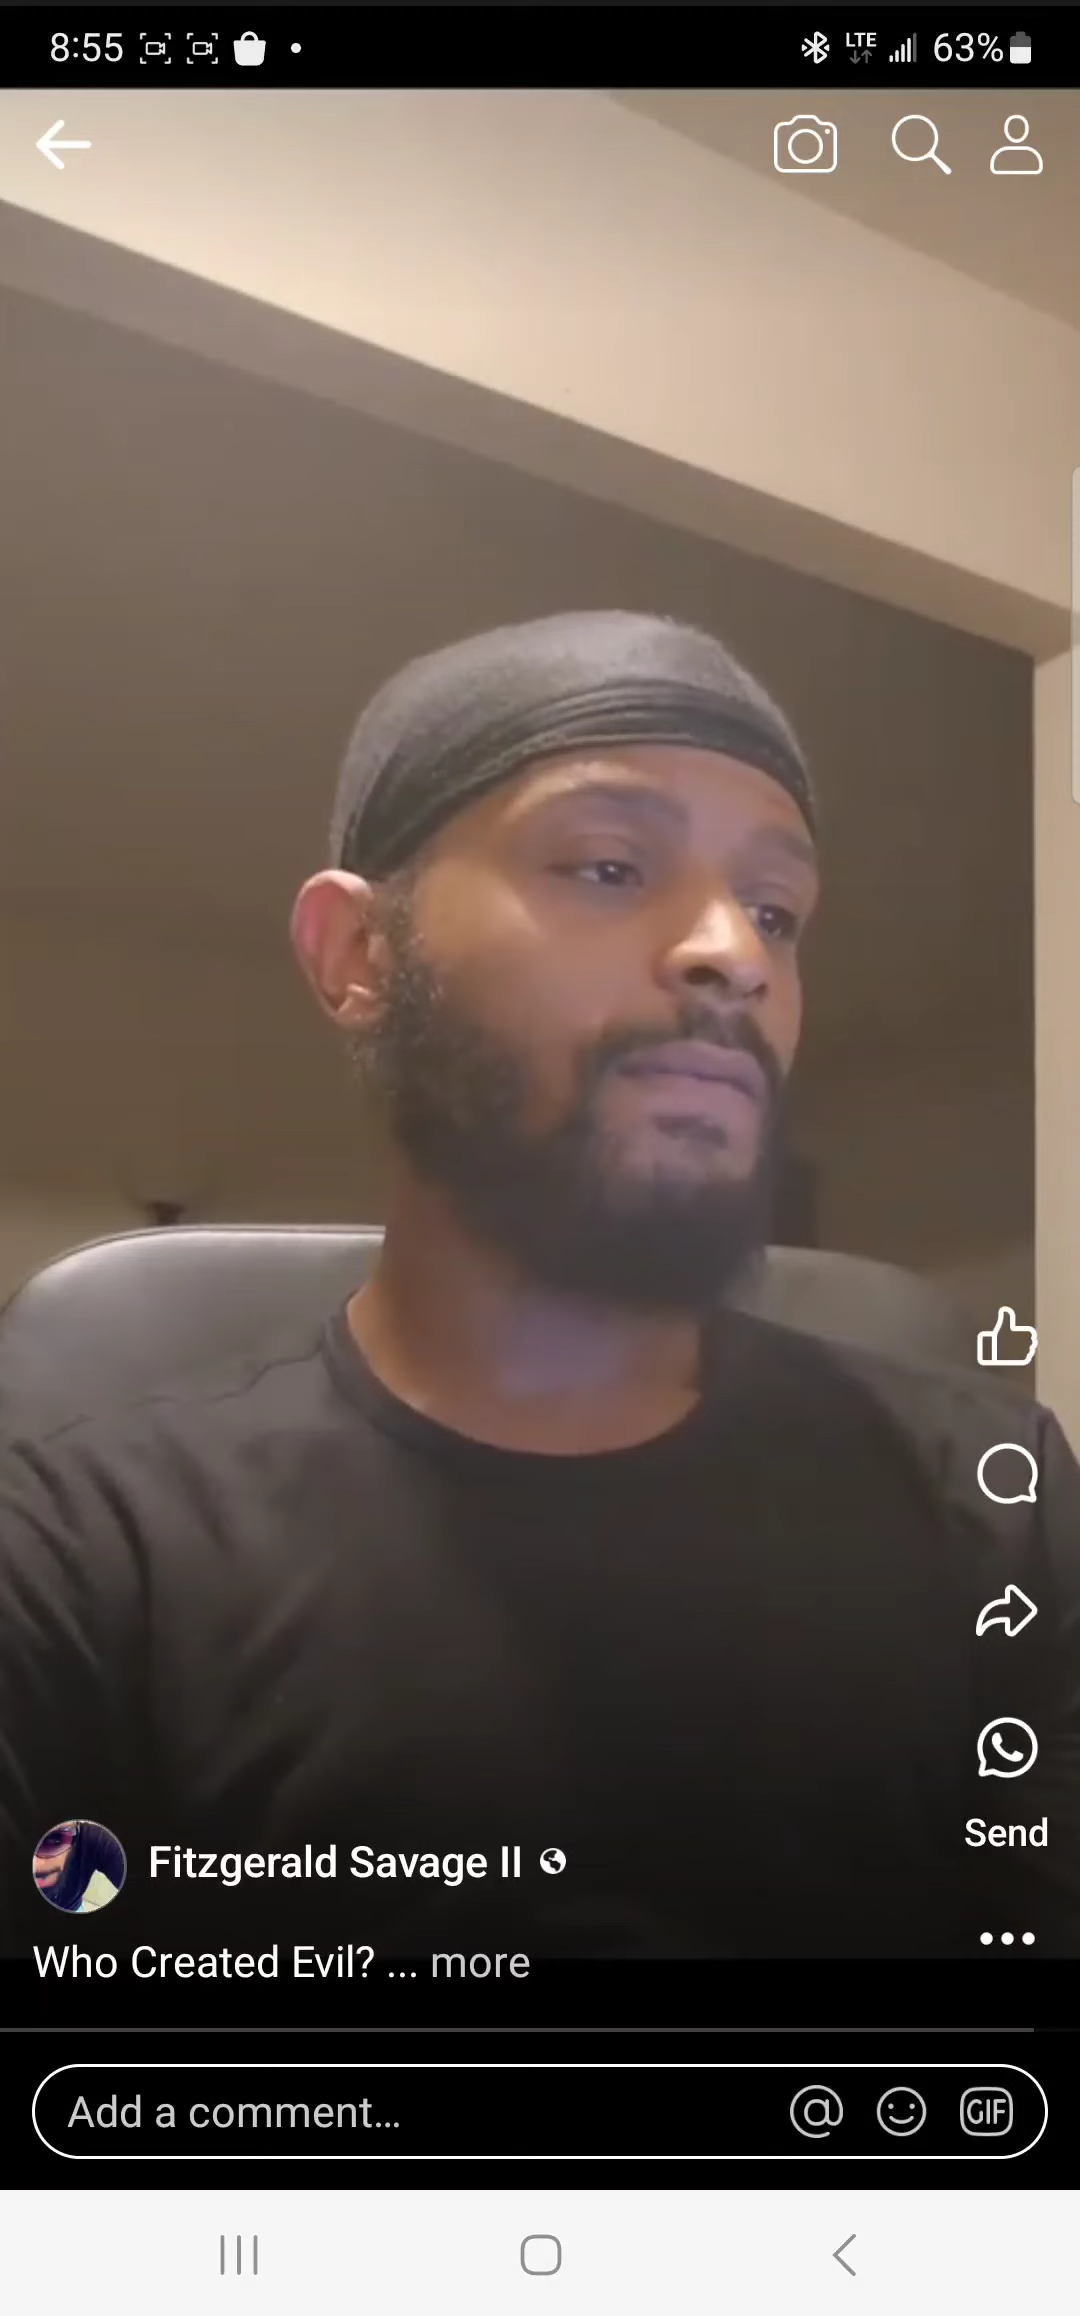 8:55 LTE 63%
Send
Fitzgerald Savage II
Who Created Evil? ... more
Add a comment... @ GIF